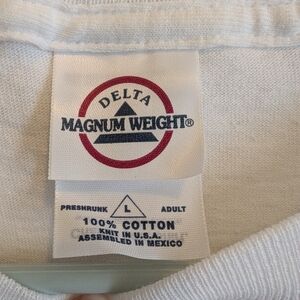 DELTA
MAGNUM WEIGHT®
PRESHRUNK L ADULT
100% COTTON
KNIT IN U.S.A.
ASSEMBLED IN MEXICO